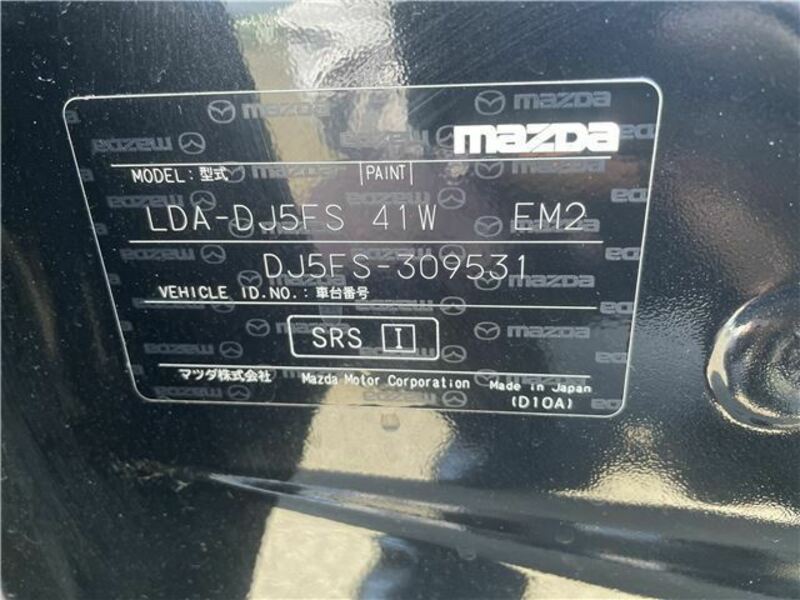 mazda
MODEL:型式 PAINT
LDA-DJ5FS 41W EM2
DJ5FS-309531
VEHICLE ID.NO.:車台番号
SRS I
マツダ株式会社 Mazda Motor Corporation Made in Japan
(D10A)